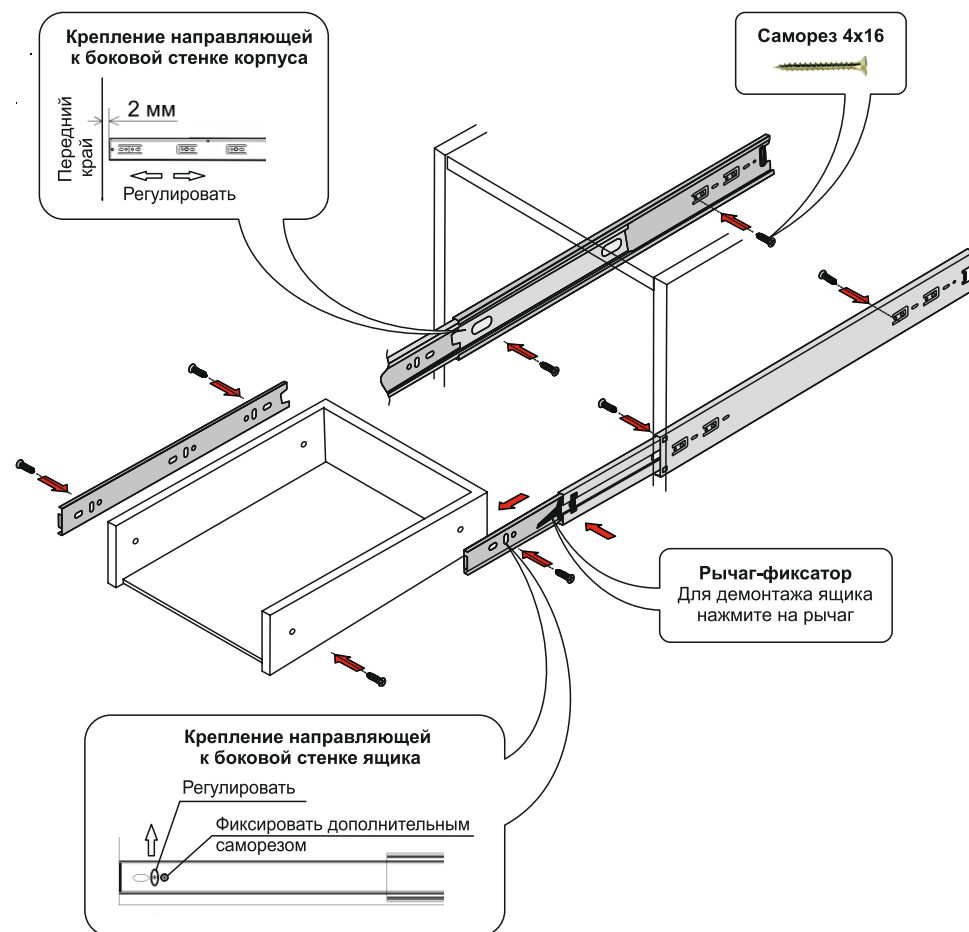 Крепление направляющей
к боковой стенке корпуса
Передний
край
2 мм
Регулировать
Саморез 4х16
Рычаг-фиксатор
Для демонтажа ящика
нажмите на рычаг
Крепление направляющей
к боковой стенке ящика
Регулировать
Фиксировать дополнительным
саморезом